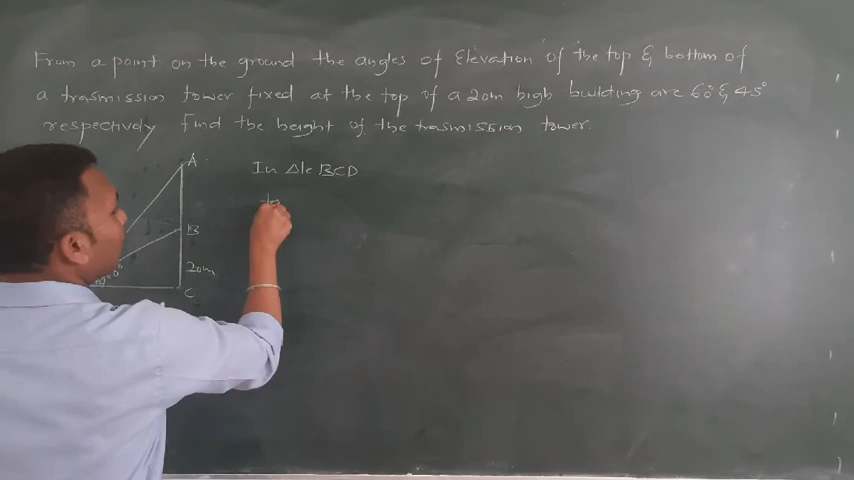 From a point on the ground the angles of Elevation of the top & bottom of
a trasmission tower fixed at the top of a 20m high building are 60° & 45°
respectively Find the height of the trasmission tower.
A
In Δle BCD
B
20m
C